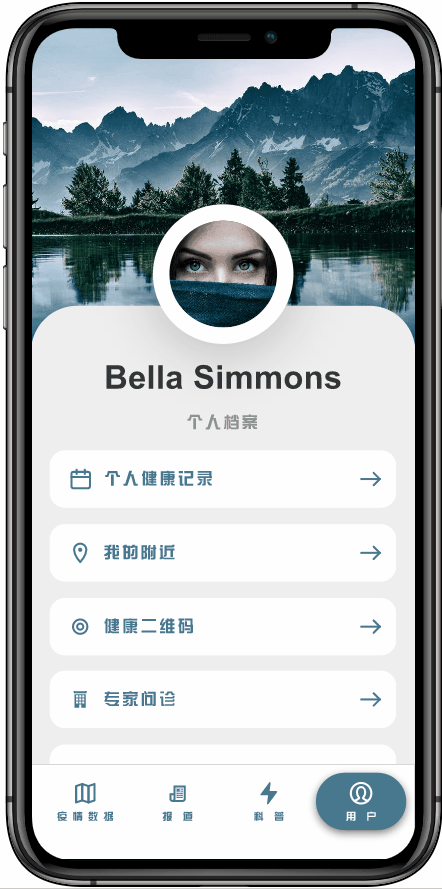 Bella Simmons
个人档案
个人健康记录
我的附近
健康二维码
专家问诊
疫情数据 报道 科普 用户